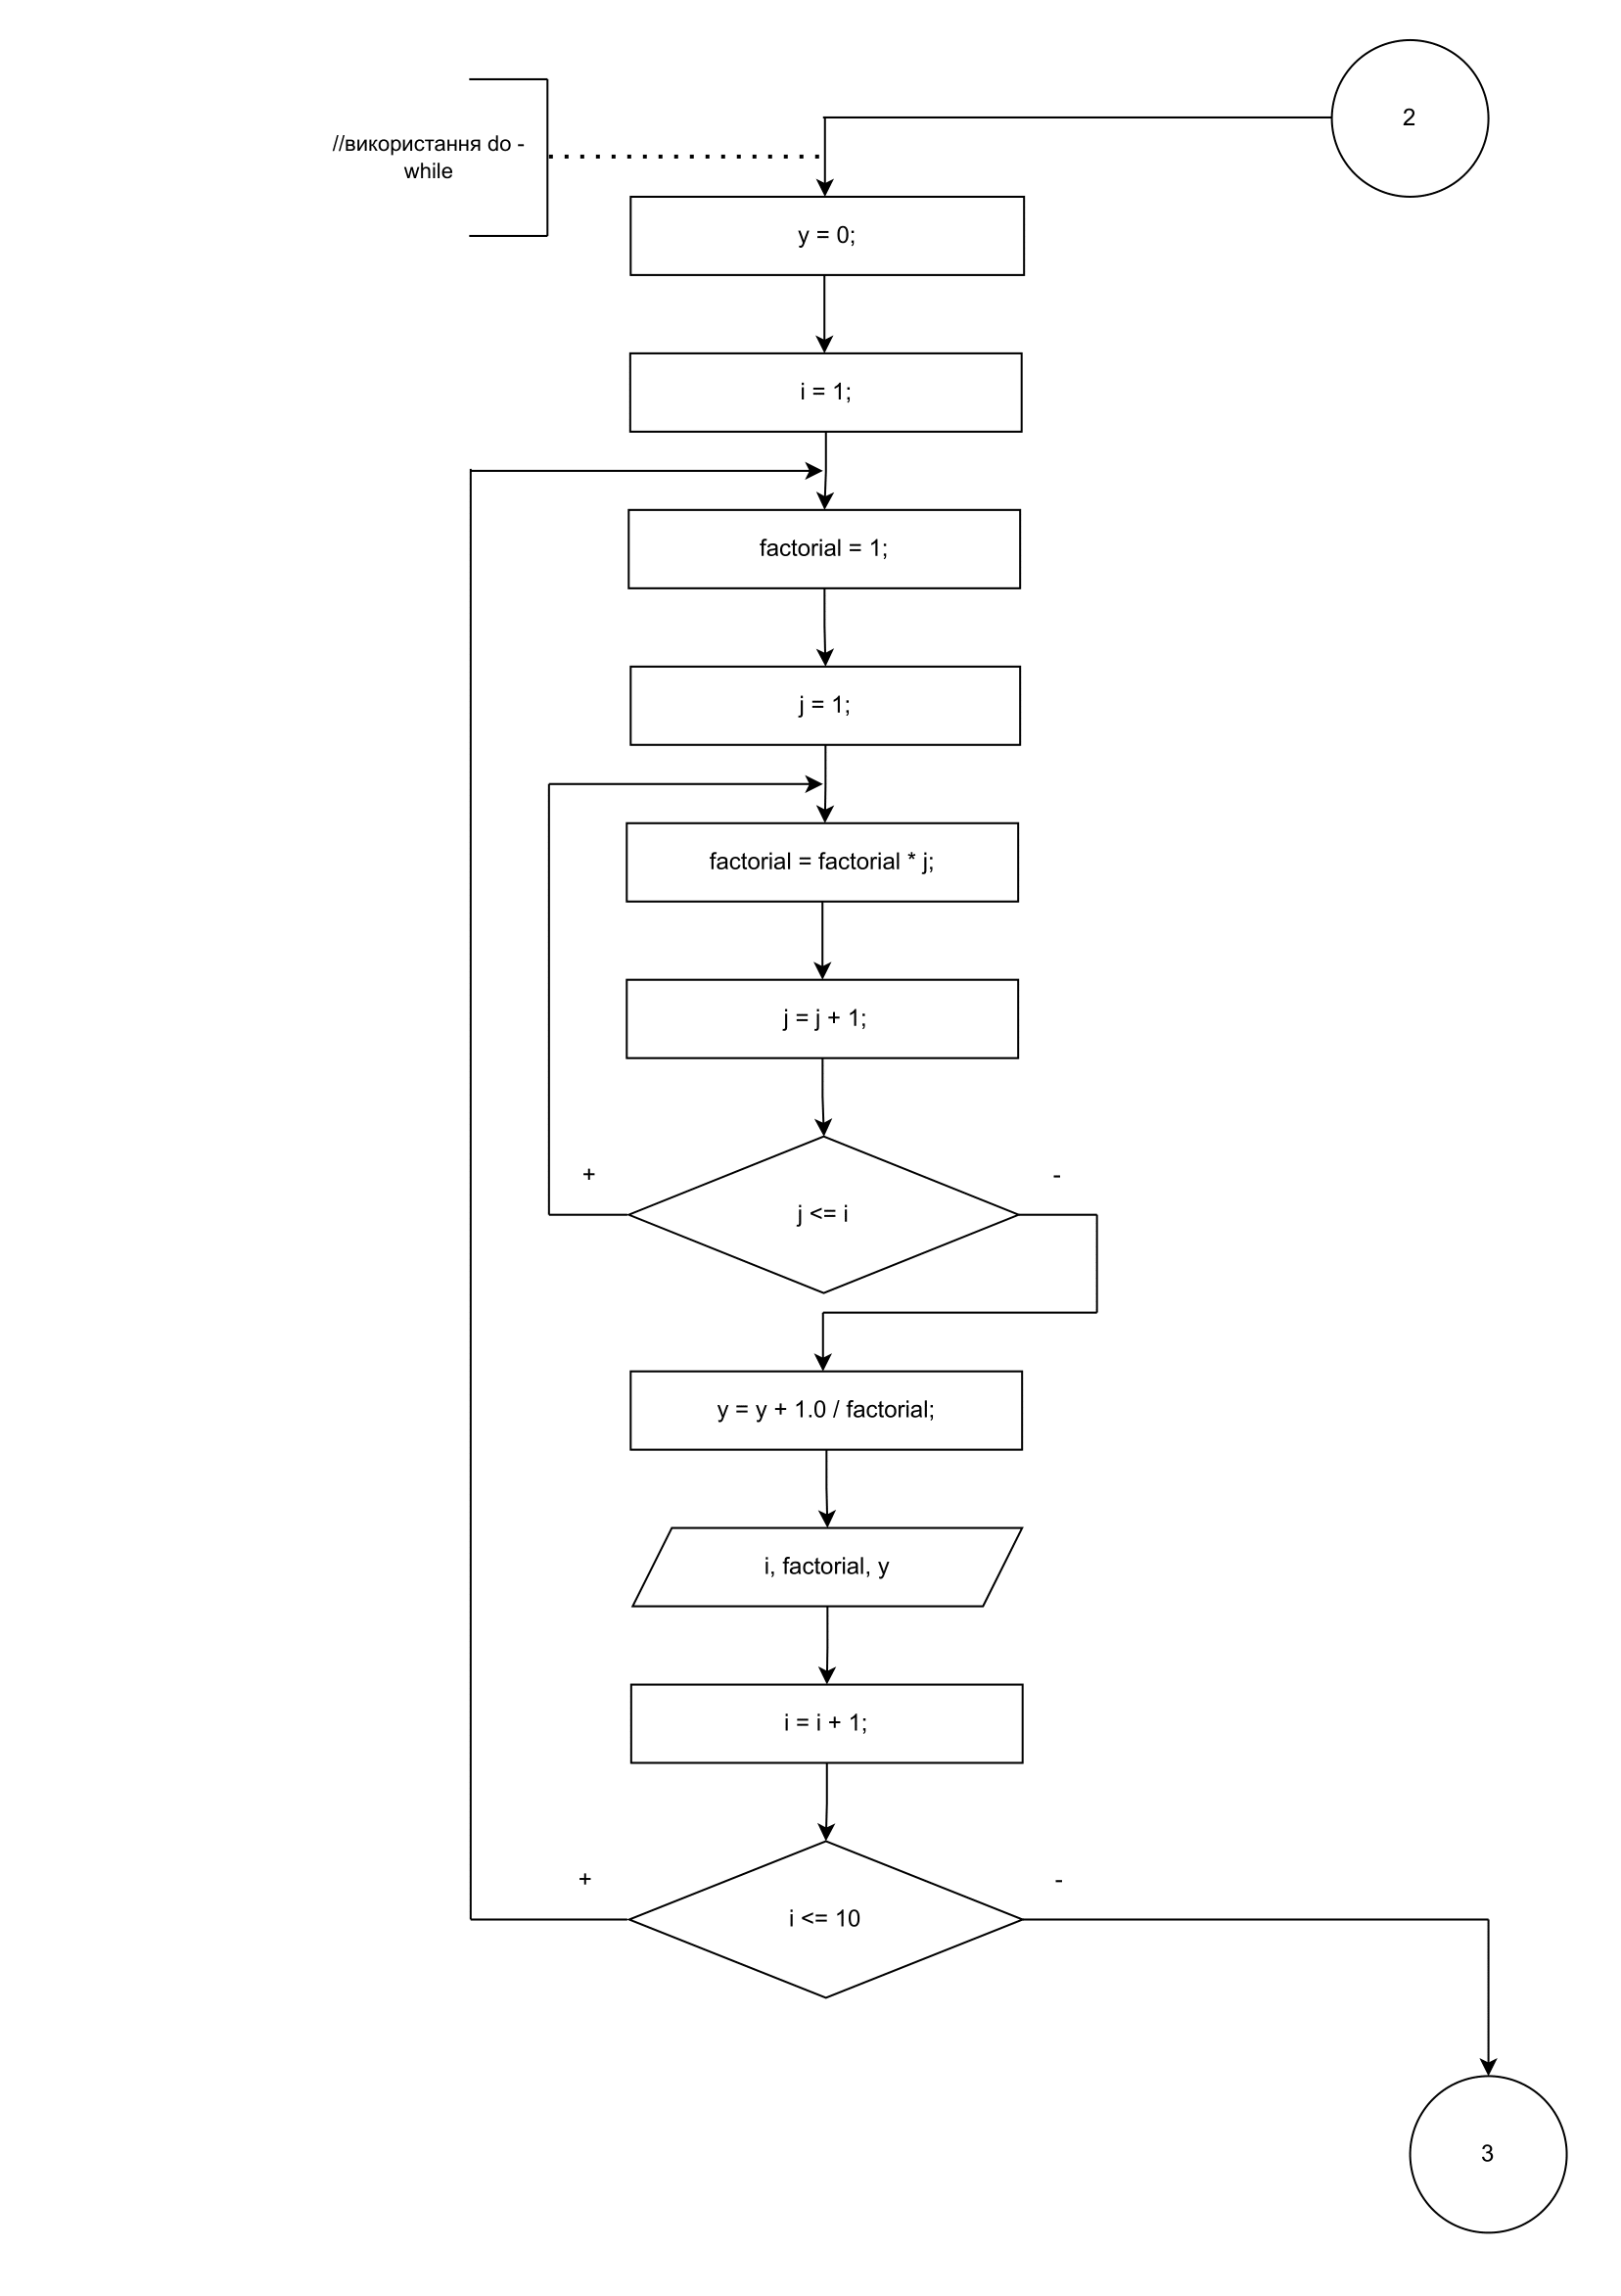 2
//використання do -
while
y = 0;
i = 1;
factorial = 1;
j = 1;
factorial = factorial * j;
j = j + 1;
+
-
j <= i
y = y + 1.0 / factorial;
i, factorial, y
i = i + 1;
+
-
i <= 10
3